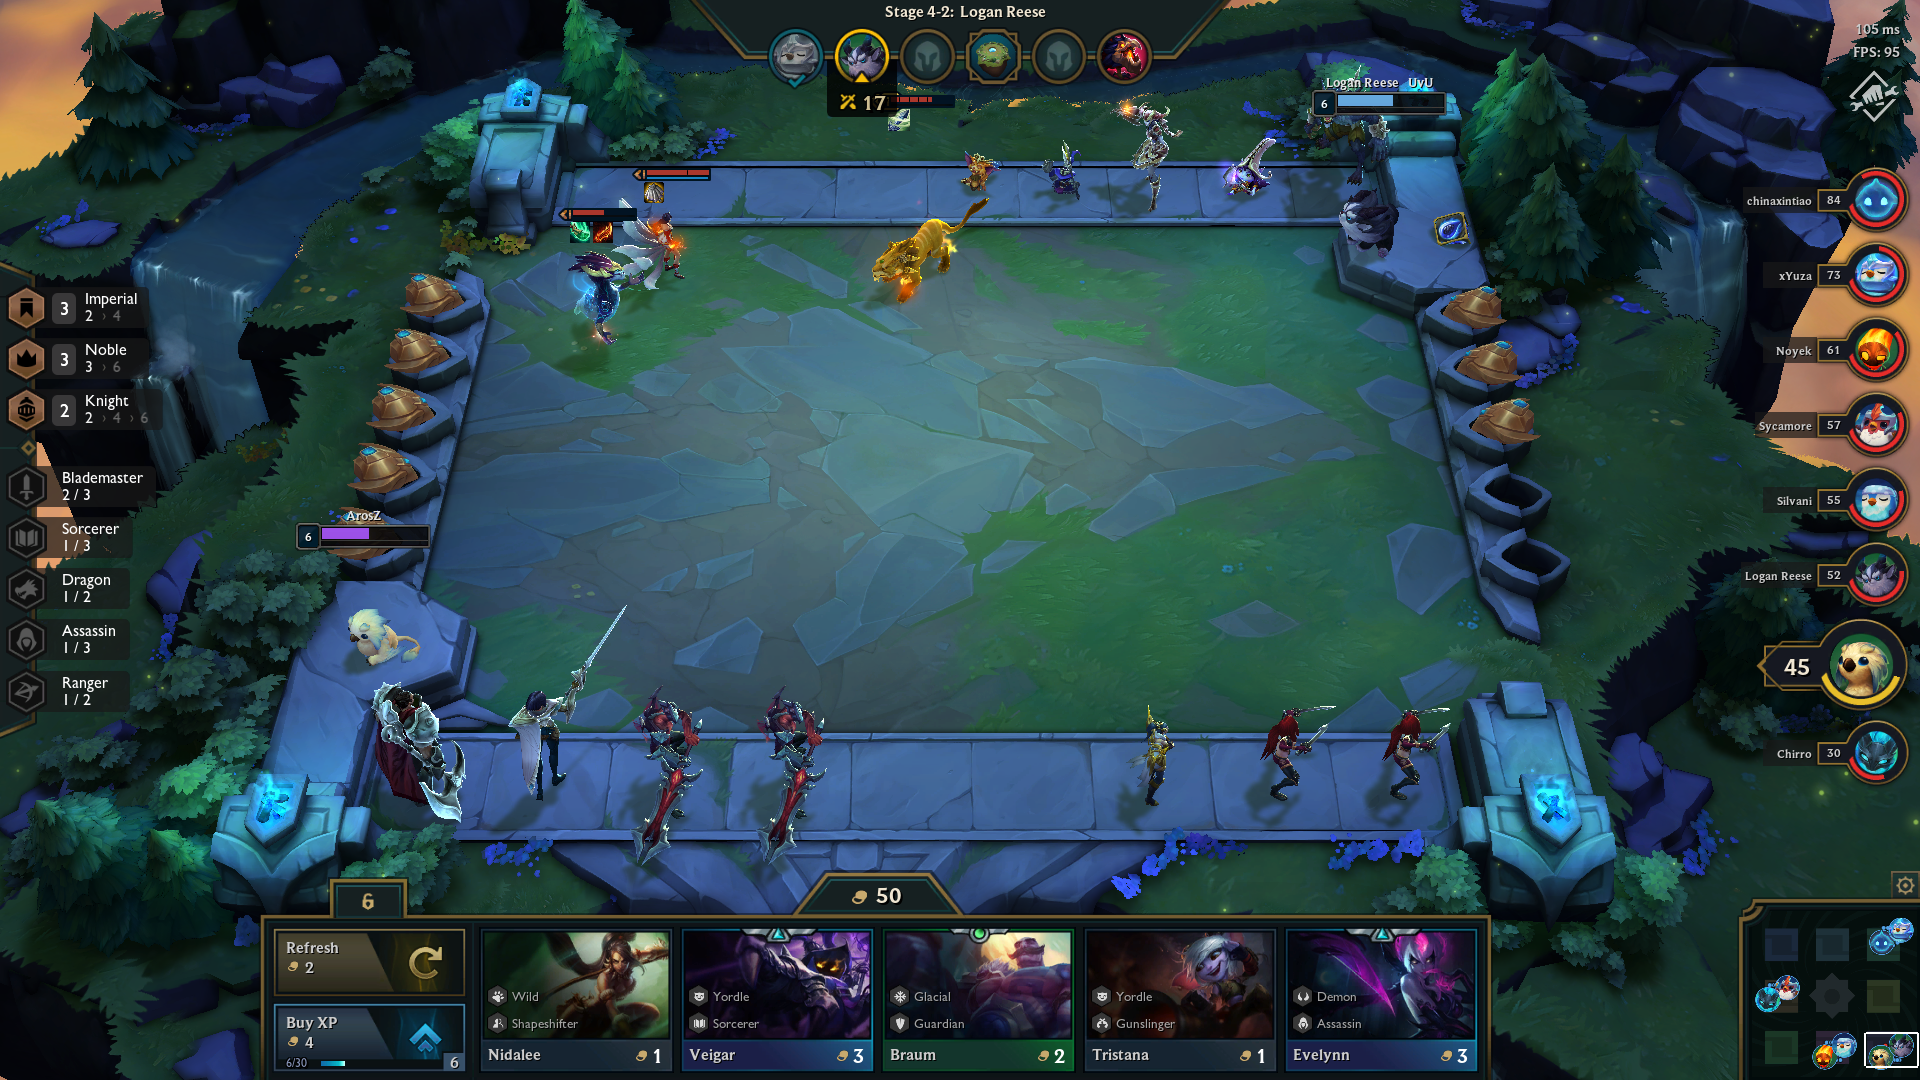 Stage 4-2: Logan Reese
105 ms
FPS: 95
17
Logan Reese UvU
6
chinaxintiao 84
xYuza 73
Noyek 61
Sycamore 57
Silvani 55
Logan Reese 52
45
Chirro 30
3 Imperial
2 › 4
3 Noble
3 › 6
2 Knight
2 › 4 › 6
Blademaster
2 / 3
Sorcerer
1 / 3
Dragon
1 / 2
Assassin
1 / 3
Ranger
1 / 2
ArosZ
6
6
50
Refresh
2
Buy XP
4
6/30
6
Wild
Shapeshifter
Nidalee 1
Yordle
Sorcerer
Veigar 3
Glacial
Guardian
Braum 2
Yordle
Gunslinger
Tristana 1
Demon
Assassin
Evelynn 3